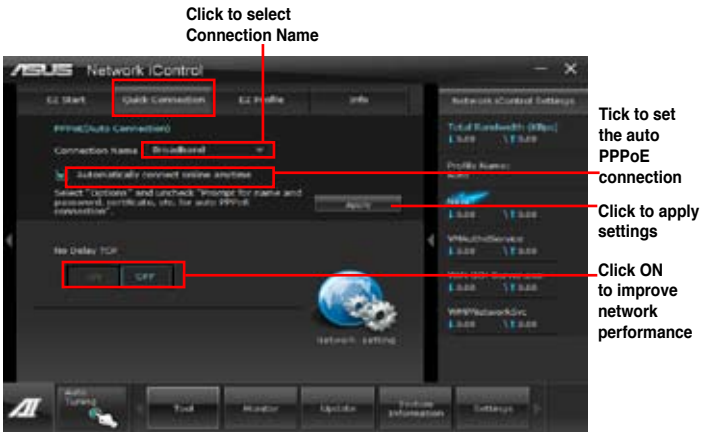 Click to select
Connection Name
ASUS Network iControl
EZ Start
Quick Connection
EZ Profile
Info
Network iControl Settings
PPPoE(Auto Connection)
Connection Name
Broadband
Automatically connect online anytime
Select "Options" and uncheck "Prompt for name and
password, certificate, etc. for auto PPPoE
connection".
Apply
No Delay TCP
ON
OFF
Network setting
Total Bandwidth (KBps)
Profile Name:
VMAuthdService
WMPNetworkSvc
Tick to set
the auto
PPPoE
connection
Click to apply
settings
Click ON
to improve
network
performance
Auto
Tuning
Tool
Monitor
Update
System
Information
Settings